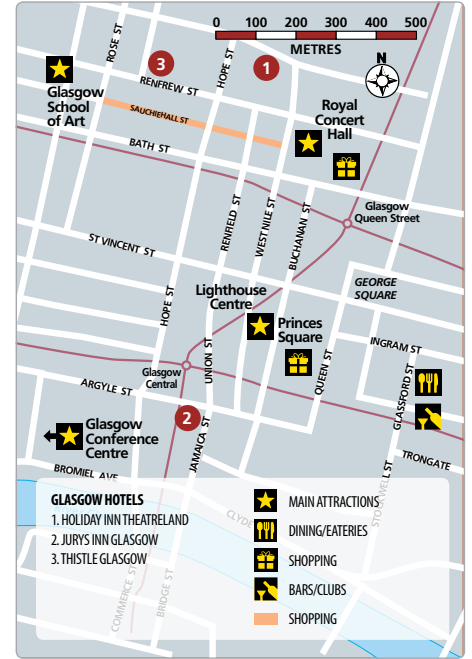 0 100 200 300 400 500
METRES
N
ROSE ST
HOPE ST
3
1
RENFREW ST
Glasgow
School
of Art
SAUCHIEHALL ST
Royal
Concert
Hall
BATH ST
Glasgow
Queen Street
RENFIELD ST
WEST NILE ST
BUCHANAN ST
ST VINCENT ST
GEORGE
SQUARE
Lighthouse
Centre
HOPE ST
Princes
Square
INGRAM ST
UNION ST
QUEEN ST
Glasgow
Central
GLASSFORD ST
ARGYLE ST
2
Glasgow
Conference
Centre
JAMAICA ST
TRONGATE
BROMIEL AVE
STOCKWELL ST
CLYDE
GLASGOW HOTELS
1. HOLIDAY INN THEATRELAND
2. JURYS INN GLASGOW
3. THISTLE GLASGOW
MAIN ATTRACTIONS
DINING/EATERIES
SHOPPING
BARS/CLUBS
SHOPPING
COMMERCE ST
BRIDGE ST